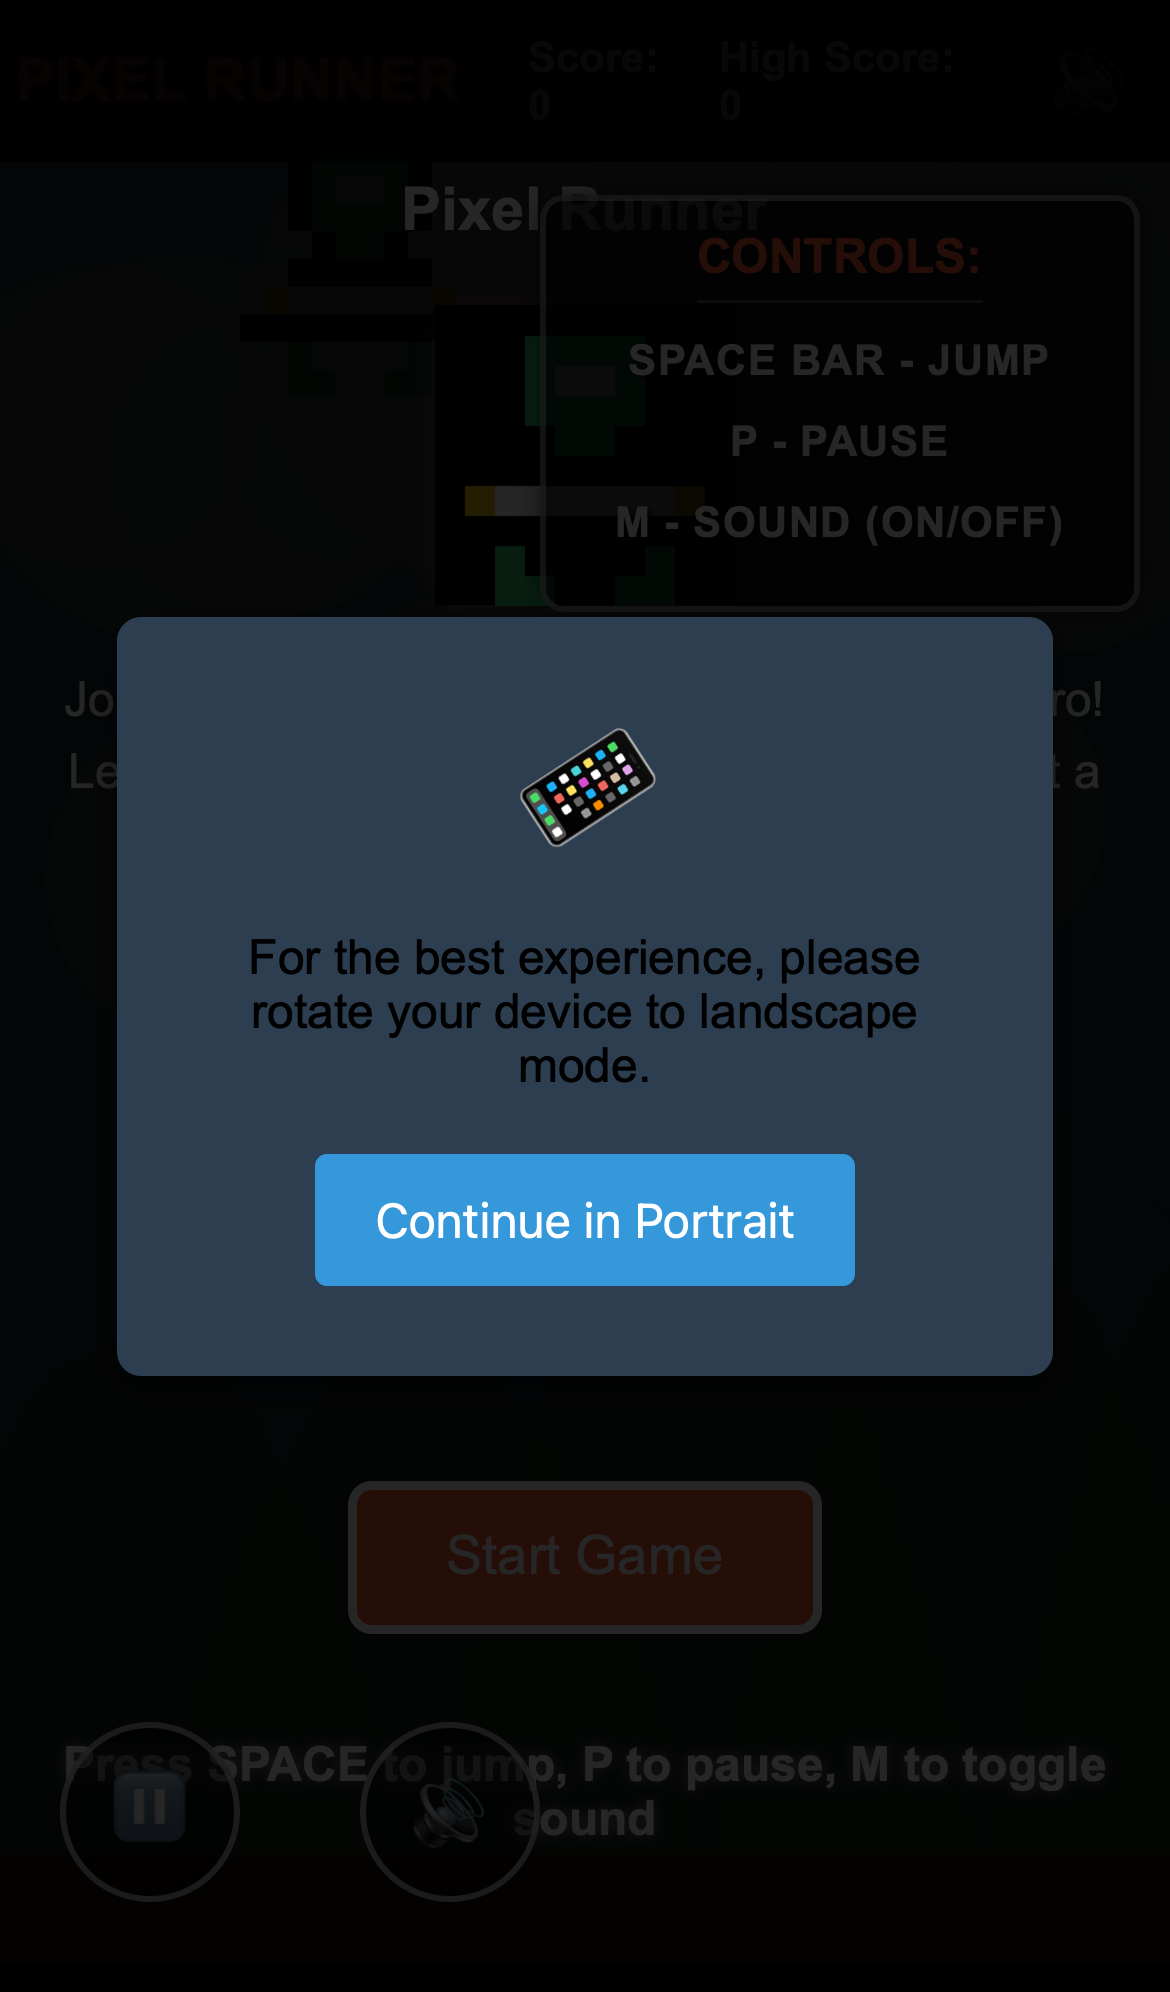 PIXEL RUNNER
Score:
0
High Score:
0
Pixel Runner
CONTROLS:
SPACE BAR - JUMP
P - PAUSE
M - SOUND (ON/OFF)
Jo ro!
Le t a
For the best experience, please
rotate your device to landscape
mode.
Continue in Portrait
Start Game
Press SPACE to jump, P to pause, M to toggle
sound